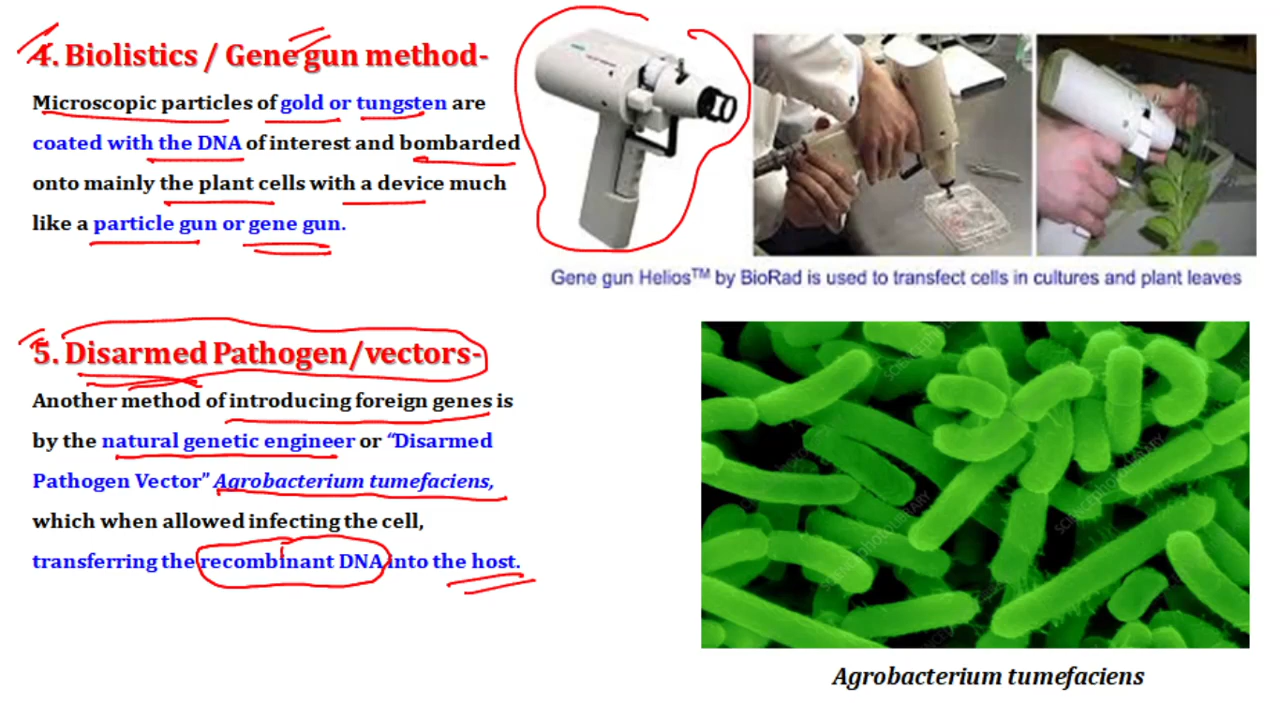 4. Biolistics / Gene gun method-
Microscopic particles of gold or tungsten are
coated with the DNA of interest and bombarded
onto mainly the plant cells with a device much
like a particle gun or gene gun.
Gene gun Helios™ by BioRad is used to transfect cells in cultures and plant leaves
5. Disarmed Pathogen/vectors-
Another method of introducing foreign genes is
by the natural genetic engineer or “Disarmed
Pathogen Vector” Agrobacterium tumefaciens,
which when allowed infecting the cell,
transferring the recombinant DNA into the host.
Agrobacterium tumefaciens